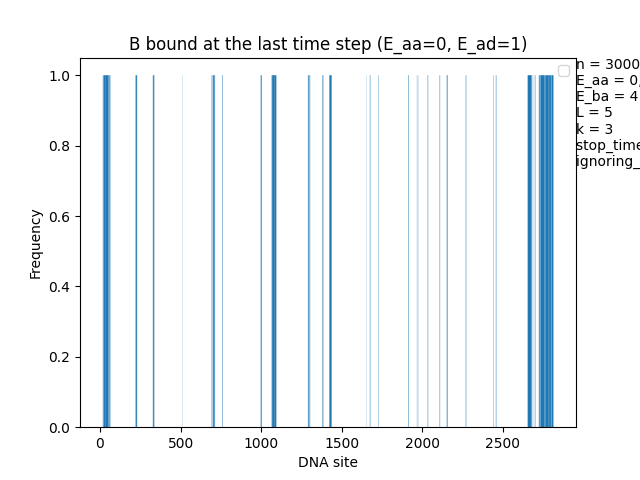 B bound at the last time step (E_aa=0, E_ad=1)
n = 3000
E_aa = 0,
E_ba = 4
L = 5
k = 3
stop_time
ignoring_
1.0
0.8
0.6
0.4
0.2
0.0
Frequency
0 500 1000 1500 2000 2500
DNA site